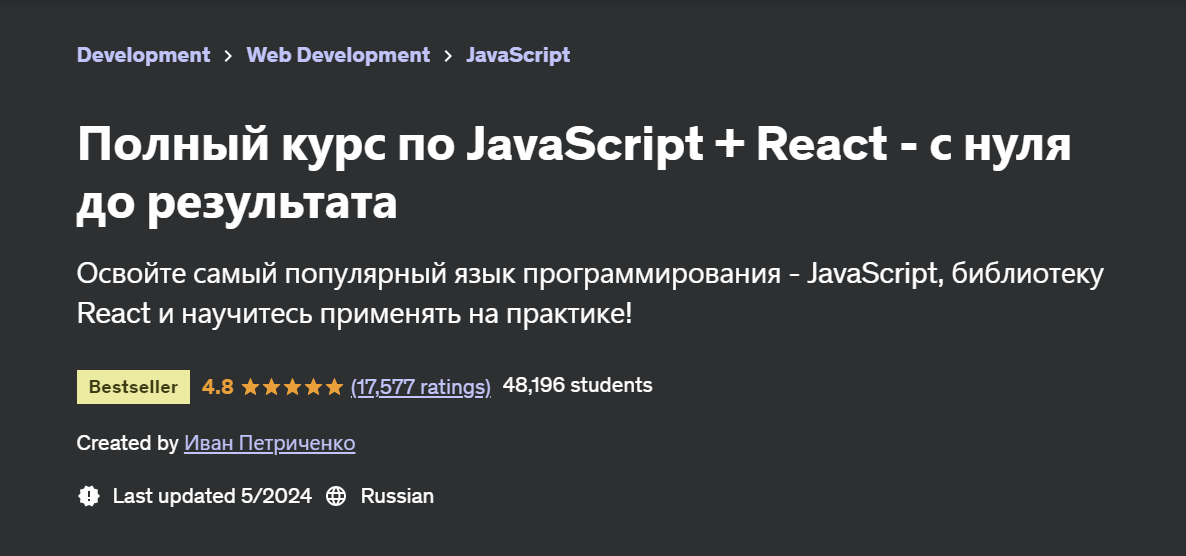 Development > Web Development > JavaScript
Полный курс по JavaScript + React - с нуля
до результата
Освойте самый популярный язык программирования - JavaScript, библиотеку
React и научитесь применять на практике!
Bestseller 4.8 (17,577 ratings) 48,196 students
Created by Иван Петриченко
Last updated 5/2024 Russian